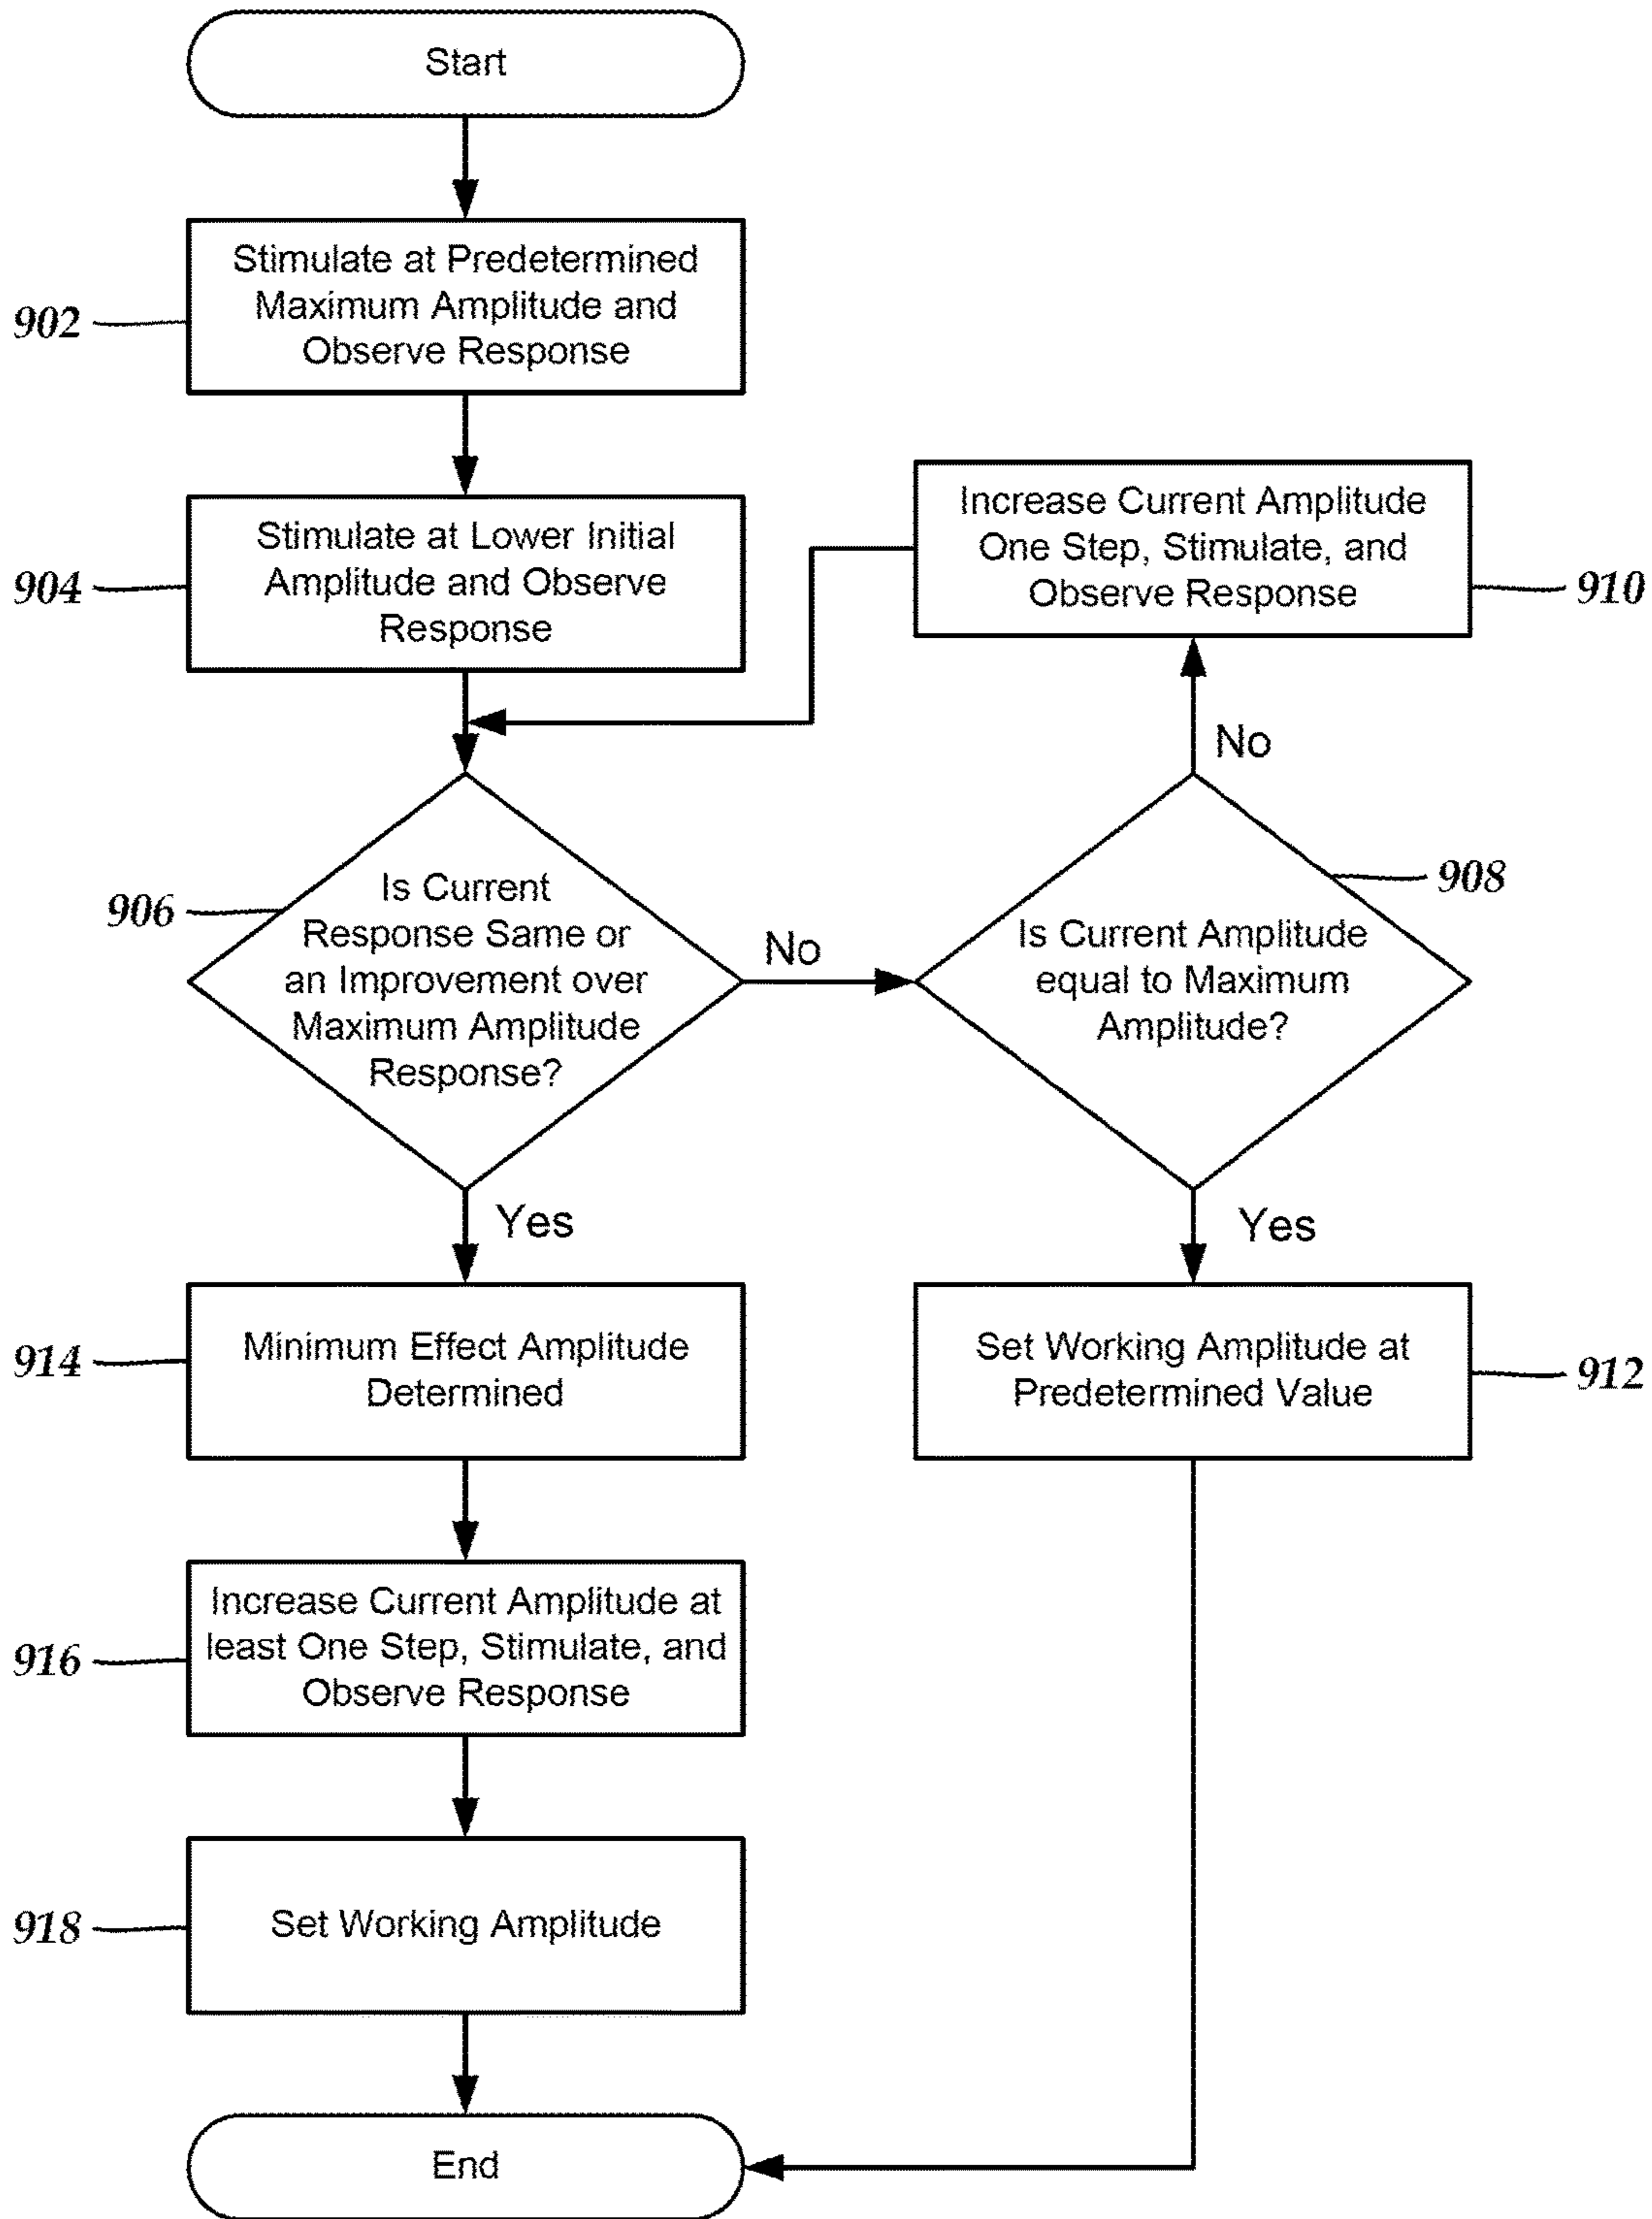 Start
902
Stimulate at Predetermined
Maximum Amplitude and
Observe Response
904
Stimulate at Lower Initial
Amplitude and Observe
Response
Increase Current Amplitude
One Step, Stimulate, and
Observe Response
910
No
906
Is Current
Response Same or
an Improvement over
Maximum Amplitude
Response?
No
908
Is Current Amplitude
equal to Maximum
Amplitude?
Yes
Yes
914
Minimum Effect Amplitude
Determined
Set Working Amplitude at
Predetermined Value
912
916
Increase Current Amplitude at
least One Step, Stimulate, and
Observe Response
918
Set Working Amplitude
End